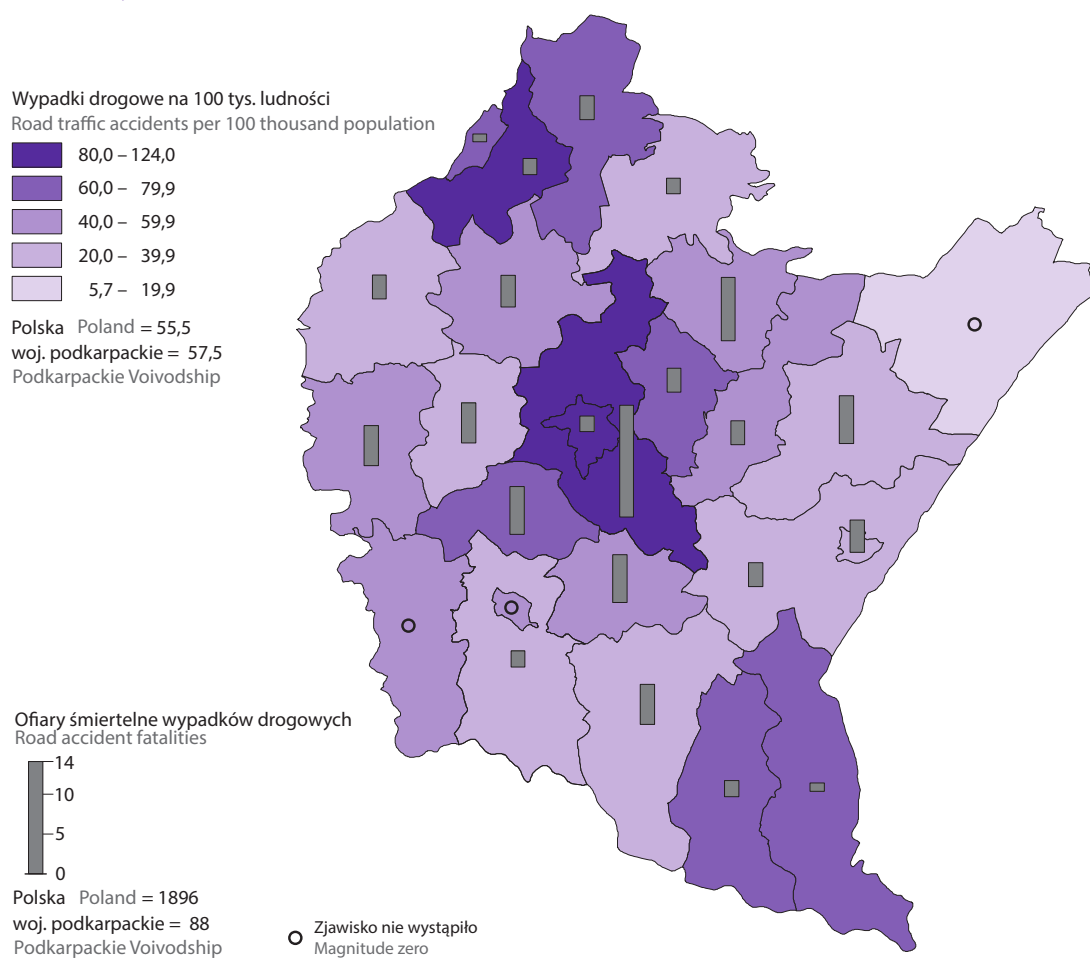 Wypadki drogowe na 100 tys. ludności
Road traffic accidents per 100 thousand population
80,0 – 124,0
60,0 – 79,9
40,0 – 59,9
20,0 – 39,9
5,7 – 19,9
Polska Poland = 55,5
woj. podkarpackie = 57,5
Podkarpackie Voivodship
Ofiary śmiertelne wypadków drogowych
Road accident fatalities
14
10
5
0
Polska Poland = 1896
woj. podkarpackie = 88
Podkarpackie Voivodship
Zjawisko nie wystąpiło
Magnitude zero